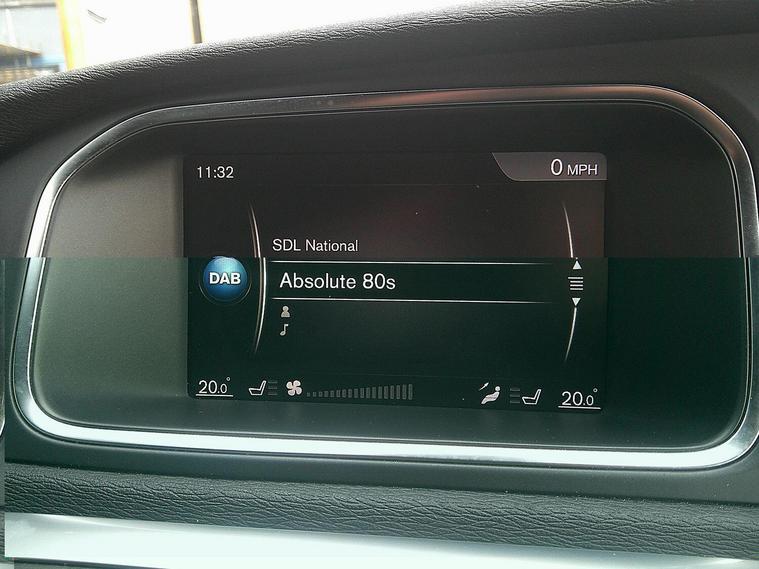 11:32
0 MPH
SDL National
DAB
Absolute 80s
20.0°
20.0°